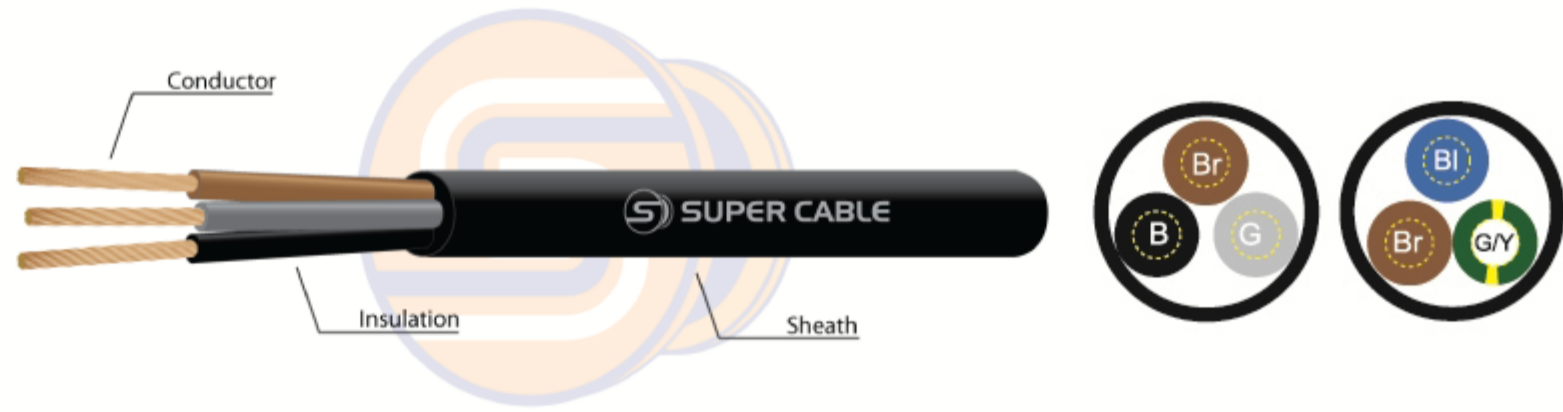 Conductor
SUPER CABLE
Insulation
Sheath
Br
B
G
Bl
Br
G/Y